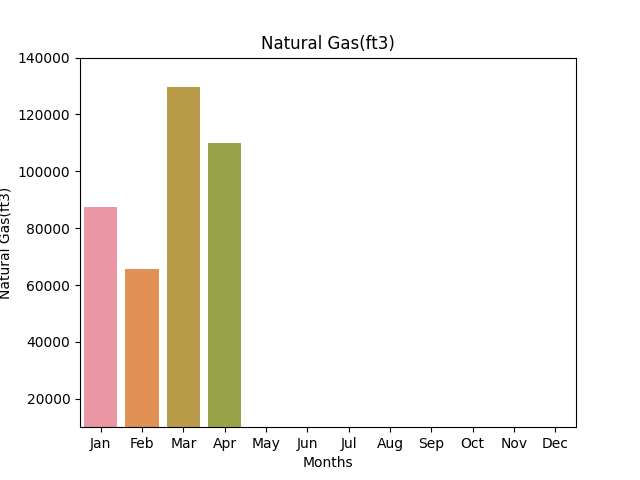 Natural Gas(ft3)
140000
120000
100000
80000
60000
40000
20000
Natural Gas(ft3)
Jan Feb Mar Apr May Jun Jul Aug Sep Oct Nov Dec
Months